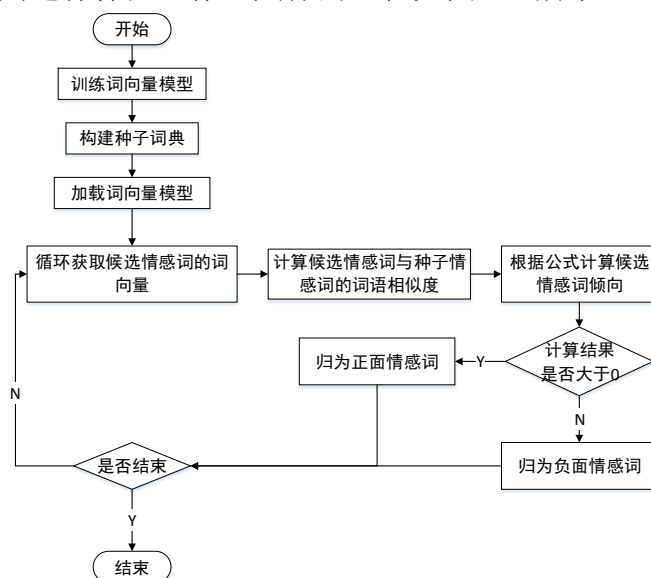 开始
训练词向量模型
构建种子词典
加载词向量模型
循环获取候选情感词的词
向量
计算候选情感词与种子情
感词的词语相似度
根据公式计算候选
情感词倾向
计算结果
是否大于0
Y
归为正面情感词
N
归为负面情感词
是否结束
N
Y
结束